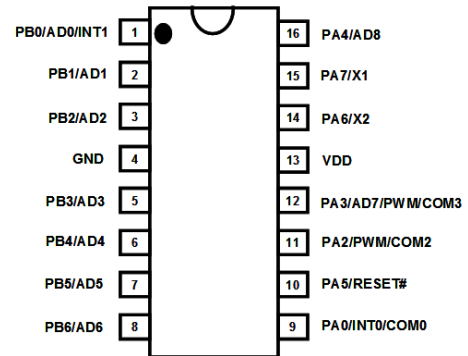 PB0/AD0/INT1 1 16 PA4/AD8
PB1/AD1 2 15 PA7/X1
PB2/AD2 3 14 PA6/X2
GND 4 13 VDD
PB3/AD3 5 12 PA3/AD7/PWM/COM3
PB4/AD4 6 11 PA2/PWM/COM2
PB5/AD5 7 10 PA5/RESET#
PB6/AD6 8 9 PA0/INT0/COM0